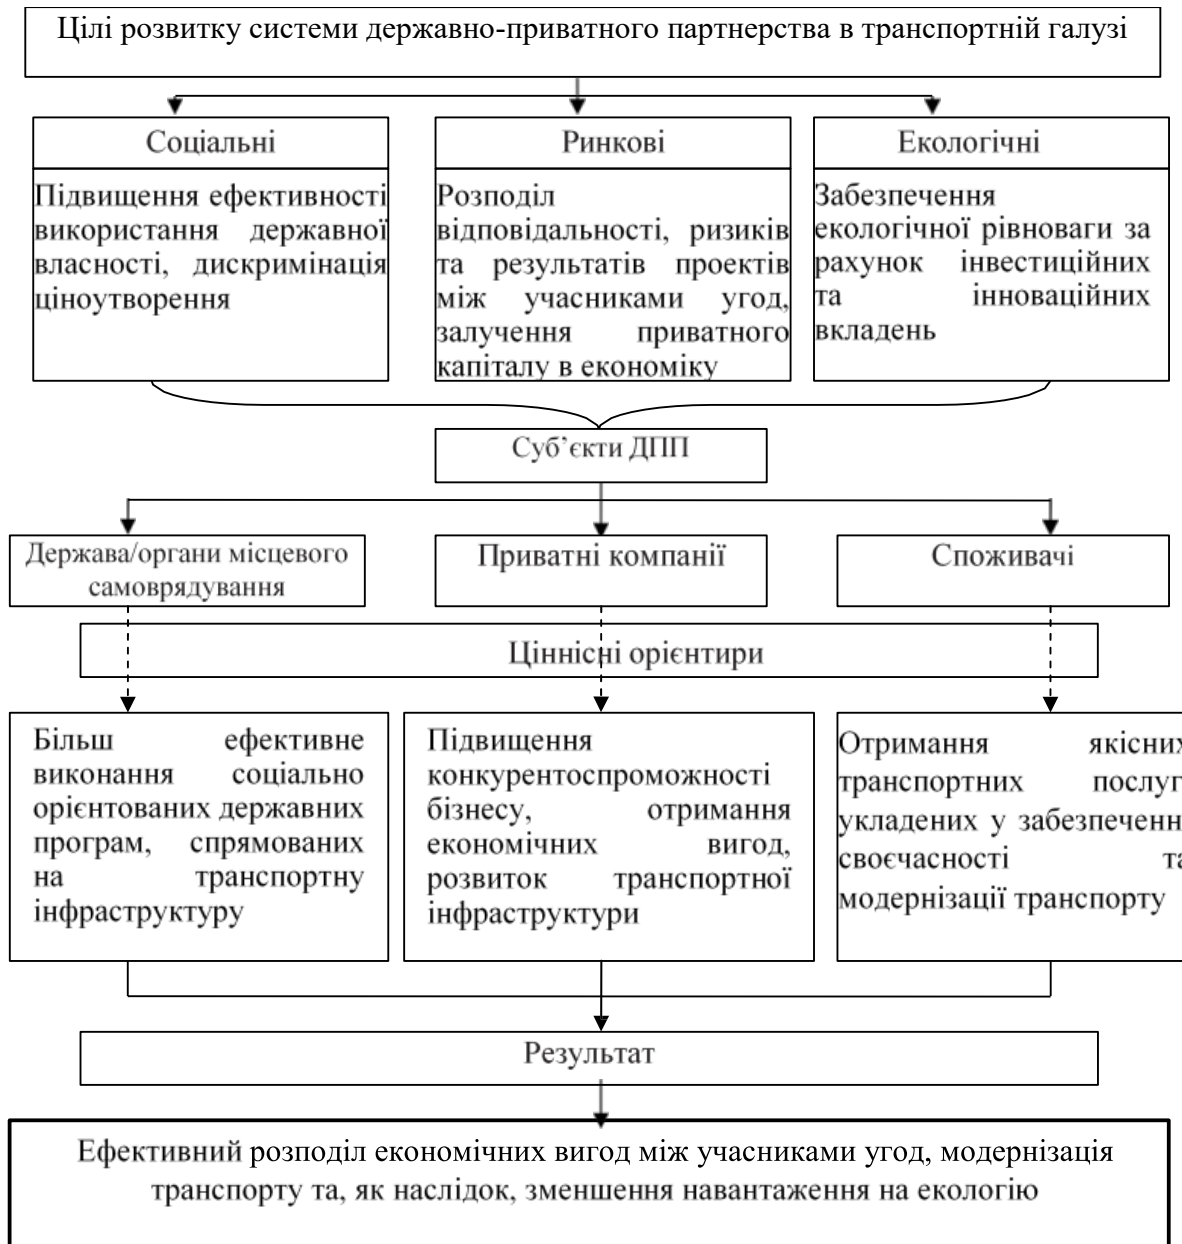 Цілі розвитку системи державно-приватного партнерства в транспортній галузі
Соціальні
Підвищення ефективності
використання державної
власності, дискримінація
ціноутворення
Ринкові
Розподіл
відповідальності, ризиків
та результатів проектів
між учасниками угод,
залучення приватного
капіталу в економіку
Екологічні
Забезпечення
екологічної рівноваги за
рахунок інвестиційних
та інноваційних
вкладень
Суб’єкти ДПП
Держава/органи місцевого
самоврядування
Приватні компанії
Споживачі
Ціннісні орієнтири
Більш ефективне
виконання соціально
орієнтованих державних
програм, спрямованих
на транспортну
інфраструктуру
Підвищення
конкурентоспроможності
бізнесу, отримання
економічних вигод,
розвиток транспортної
інфраструктури
Отримання якісних
транспортних послуг
укладених у забезпеченн
своєчасності та
модернізації транспорту
Результат
Ефективний розподіл економічних вигод між учасниками угод, модернізація
транспорту та, як наслідок, зменшення навантаження на екологію